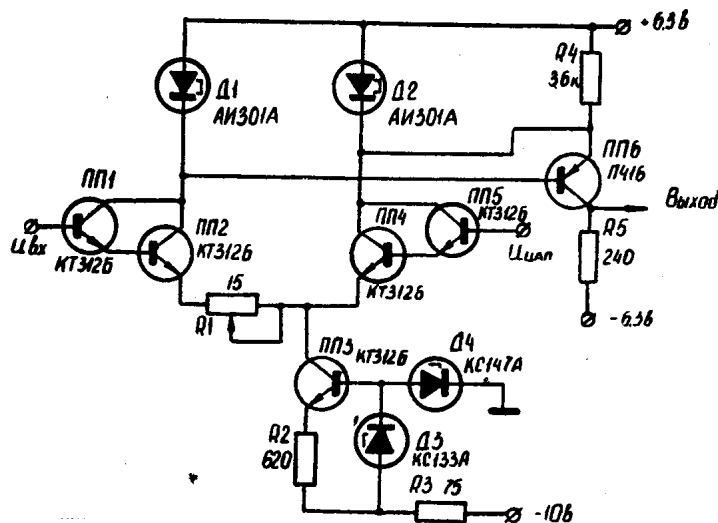 +6.3в
R4
3,6к
Д1
АИ301А
Д2
АИ301А
ПП6
П416
Выход
ПП1
КТ312Б
Uвх
ПП2
КТ312Б
ПП4
КТ312Б
ПП5
КТ312Б
Uцап
R5
240
-6.3в
15
R1
ПП3
КТ312Б
Д4
КС147А
R2
620
Д3
КС133А
R3 75
-10в